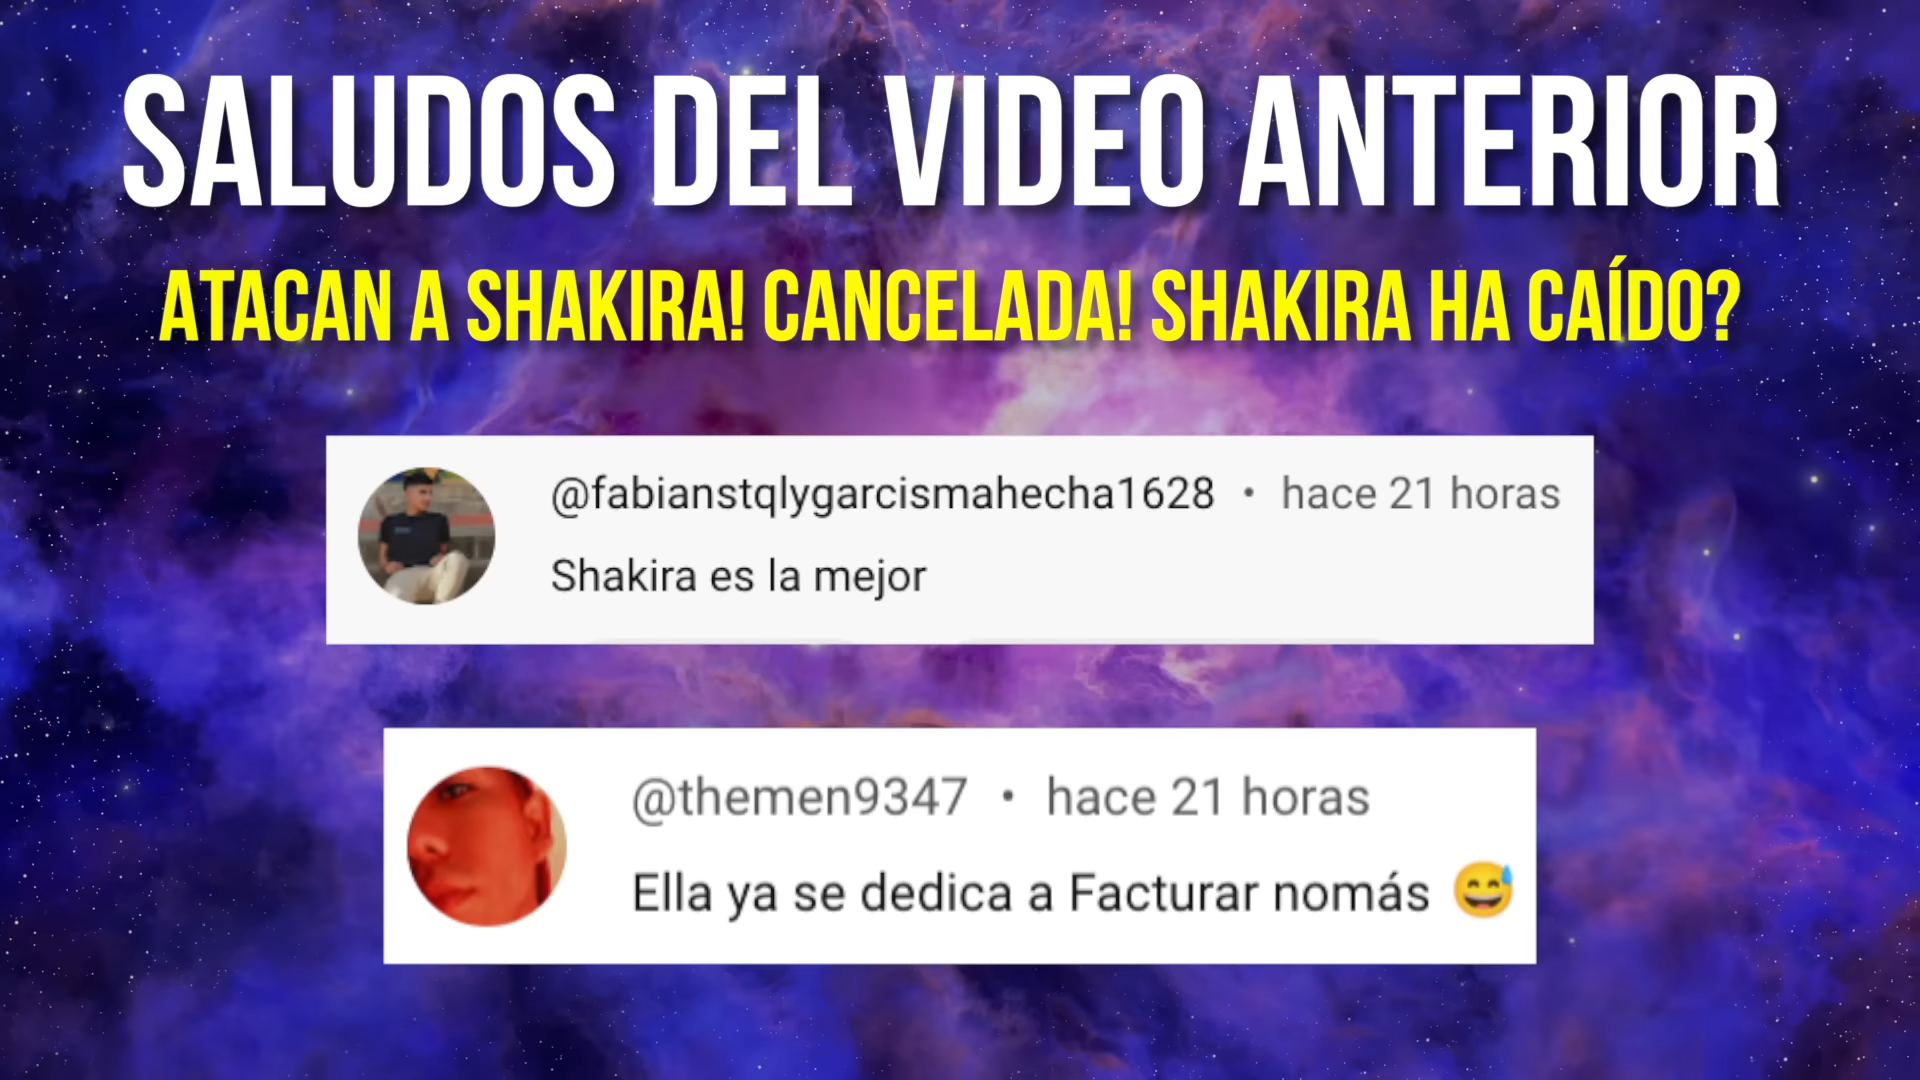 SALUDOS DEL VIDEO ANTERIOR
ATACAN A SHAKIRA! CANCELADA! SHAKIRA HA CAÍDO?
@fabianstqlygarcismahecha1628 • hace 21 horas
Shakira es la mejor
@themen9347 • hace 21 horas
Ella ya se dedica a Facturar nomás 😅